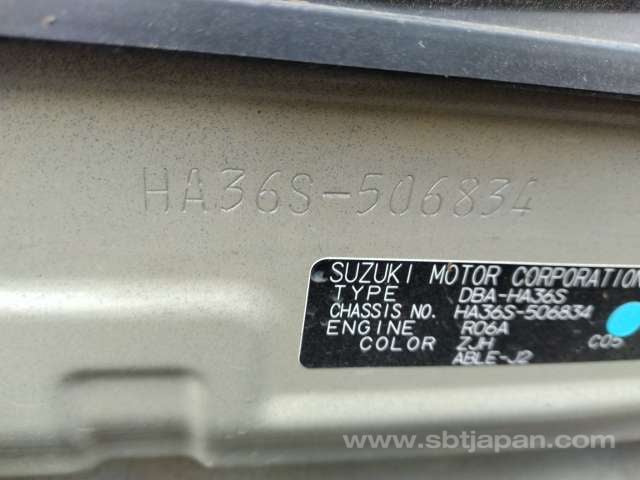 HA36S-506834
SUZUKI MOTOR CORPORATION
TYPE DBA-HA36S
CHASSIS NO. HA36S-506834
ENGINE R06A
COLOR ZJH C05
ABLE-J2
www.sbtjapan.com